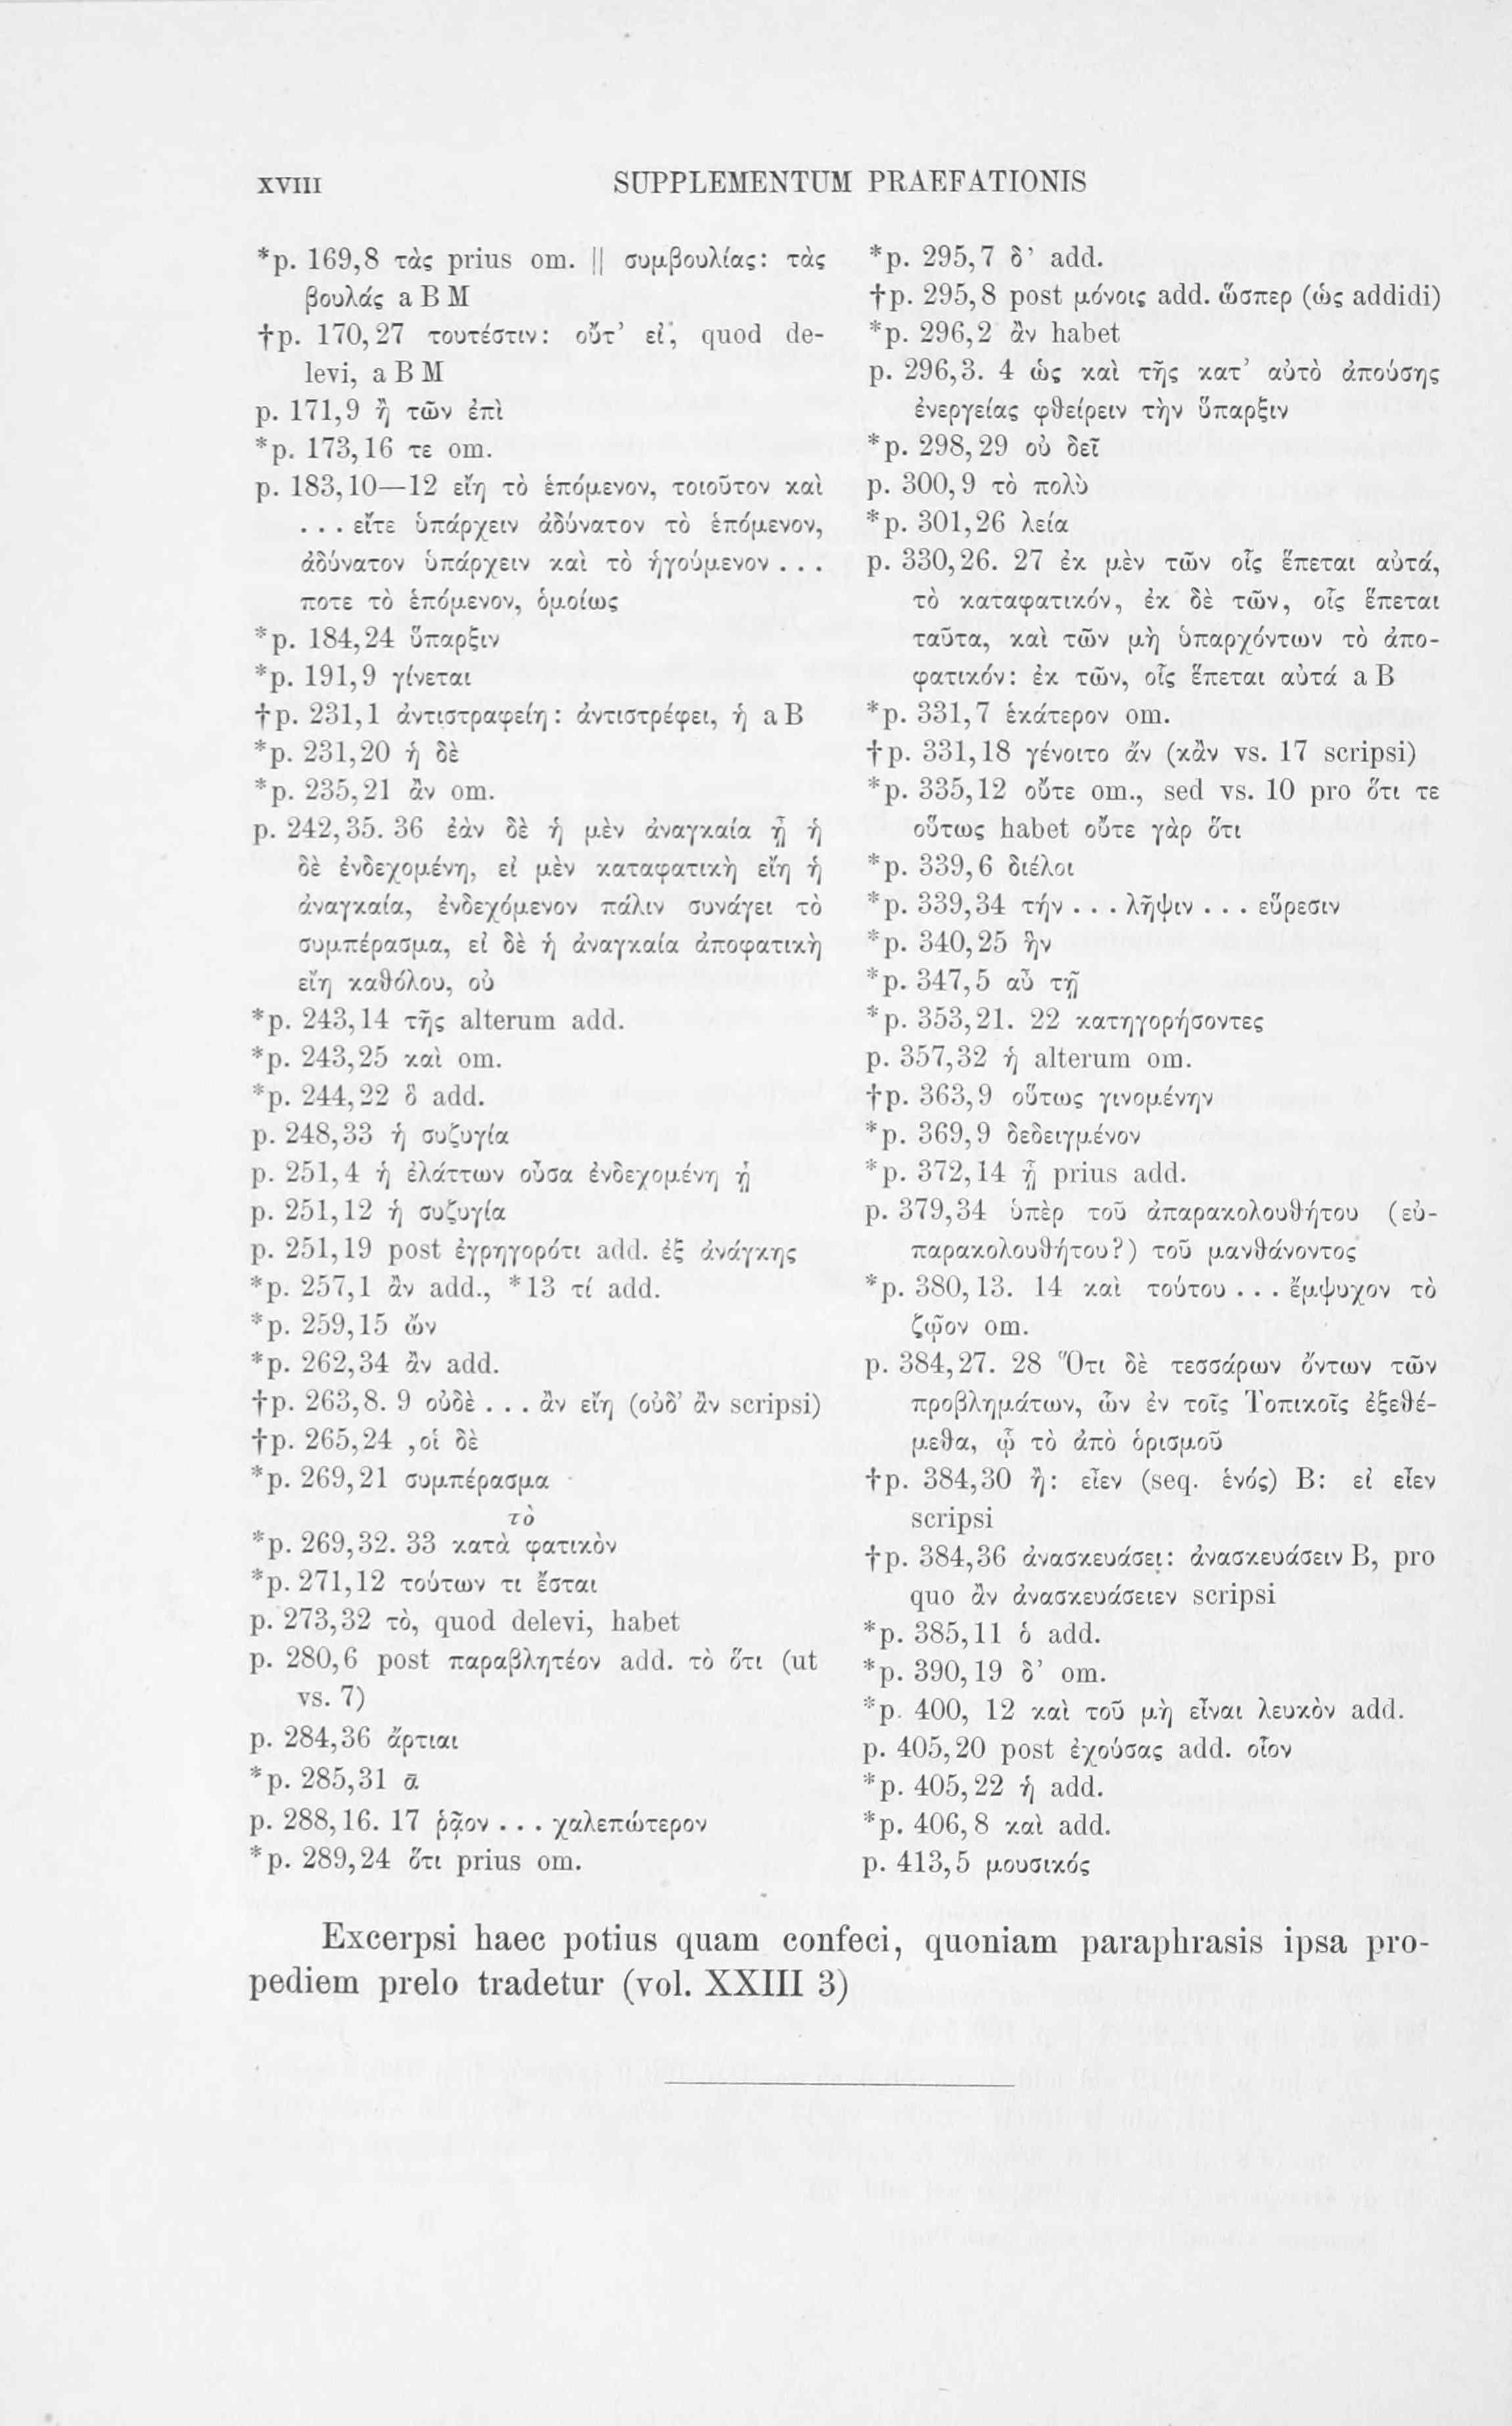 XVIII SUPPLEMENTUM PRAEFATIONIS
*p. 169,8 τὰς prius om. || συμβουλίας: τὰς
βουλάς a B M
†p. 170,27 τουτέστιν: οὔτ’ εἰ, quod de-
levi, a B M
p. 171,9 ἢ τῶν ἐπὶ
*p. 173,16 τε om.
p. 183,10—12 εἴη τὸ ἑπόμενον, τοιοῦτον καὶ
. . . εἴτε ὑπάρχειν ἀδύνατον τὸ ἑπόμενον,
ἀδύνατον ὑπάρχειν καὶ τὸ ἡγούμενον . . .
ποτε τὸ ἑπόμενον, ὁμοίως
*p. 184,24 ὕπαρξιν
*p. 191,9 γίνεται
†p. 231,1 ἀντιστραφείη: ἀντιστρέφει, ἡ a B
*p. 231,20 ἡ δὲ
*p. 235,21 ἂν om.
p. 242,35. 36 ἐὰν δὲ ἡ μὲν ἀναγκαία ᾖ ἡ
δὲ ἐνδεχομένη, εἰ μὲν καταφατικὴ εἴη ἡ
ἀναγκαία, ἐνδεχόμενον πάλιν συνάγει τὸ
συμπέρασμα, εἰ δὲ ἡ ἀναγκαία ἀποφατικὴ
εἴη καθόλου, οὐ
*p. 243,14 τῆς alterum add.
*p. 243,25 καὶ om.
*p. 244,22 ὃ add.
p. 248,33 ἡ συζυγία
p. 251,4 ἡ ἐλάττων οὖσα ἐνδεχομένη ᾖ
p. 251,12 ἡ συζυγία
p. 251,19 post ἐγρηγορότι add. ἐξ ἀνάγκης
*p. 257,1 ἂν add., *13 τί add.
*p. 259,15 ὤν
*p. 262,34 ἂν add.
†p. 263,8. 9 οὐδὲ . . . ἂν εἴη (οὐδ’ ἂν scripsi)
†p. 265,24 ,οἱ δὲ
*p. 269,21 συμπέρασμα
τὸ
*p. 269,32. 33 κατὰ φατικὸν
*p. 271,12 τούτων τι ἔσται
p. 273,32 τὸ, quod delevi, habet
p. 280,6 post παραβλητέον add. τὸ ὅτι (ut
vs. 7)
p. 284,36 ἄρτιαι
*p. 285,31 ᾱ
p. 288,16. 17 ῥᾷον . . . χαλεπώτερον
*p. 289,24 ὅτι prius om.
*p. 295,7 δ’ add.
†p. 295,8 post μόνοις add. ὥσπερ (ὡς addidi)
*p. 296,2 ἂν habet
p. 296,3. 4 ὡς καὶ τῆς κατ’ αὐτὸ ἀπούσης
ἐνεργείας φθείρειν τὴν ὕπαρξιν
*p. 298,29 οὐ δεῖ
p. 300,9 τὸ πολὺ
*p. 301,26 λεία
p. 330,26. 27 ἐκ μὲν τῶν οἷς ἕπεται αὐτά,
τὸ καταφατικόν, ἐκ δὲ τῶν, οἷς ἕπεται
ταῦτα, καὶ τῶν μὴ ὑπαρχόντων τὸ ἀπο-
φατικόν: ἐκ τῶν, οἷς ἕπεται αὐτά a B
*p. 331,7 ἑκάτερον om.
†p. 331,18 γένοιτο ἄν (κἂν vs. 17 scripsi)
*p. 335,12 οὔτε om., sed vs. 10 pro ὅτι τε
οὕτως habet οὔτε γὰρ ὅτι
*p. 339,6 διέλοι
*p. 339,34 τήν . . . λῆψιν . . . εὕρεσιν
*p. 340,25 ἢν
*p. 347,5 αὖ τῇ
*p. 353,21. 22 κατηγορήσοντες
p. 357,32 ἡ alterum om.
†p. 363,9 οὕτως γινομένην
*p. 369,9 δεδειγμένον
*p. 372,14 ᾖ prius add.
p. 379,34 ὑπὲρ τοῦ ἀπαρακολουθήτου (εὐ-
παρακολουθήτου?) τοῦ μανθάνοντος
*p. 380,13. 14 καὶ τούτου . . . ἔμψυχον τὸ
ζῷον om.
p. 384,27. 28 Ὅτι δὲ τεσσάρων ὄντων τῶν
προβλημάτων, ὧν ἐν τοῖς Τοπικοῖς ἐξεθέ-
μεθα, ᾧ τὸ ἀπὸ ὁρισμοῦ
†p. 384,30 ἢ: εἶεν (seq. ἑνός) B: εἰ εἶεν
scripsi
†p. 384,36 ἀνασκευάσει: ἀνασκευάσειν B, pro
quo ἂν ἀνασκευάσειεν scripsi
*p. 385,11 ὁ add.
*p. 390,19 δ’ om.
*p. 400, 12 καὶ τοῦ μὴ εἶναι λευκὸν add.
p. 405,20 post ἐχούσας add. οἷον
*p. 405,22 ἡ add.
*p. 406,8 καὶ add.
p. 413,5 μουσικός
Excerpsi haec potius quam confeci, quoniam paraphrasis ipsa pro-
pediem prelo tradetur (vol. XXIII 3)